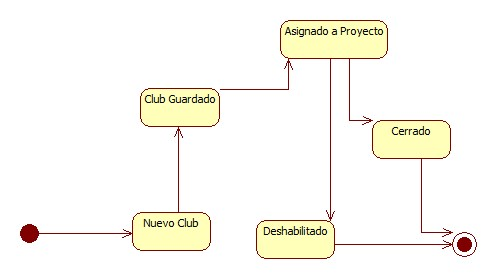 Asignado a Proyecto
Club Guardado
Cerrado
Nuevo Club
Deshabilitado